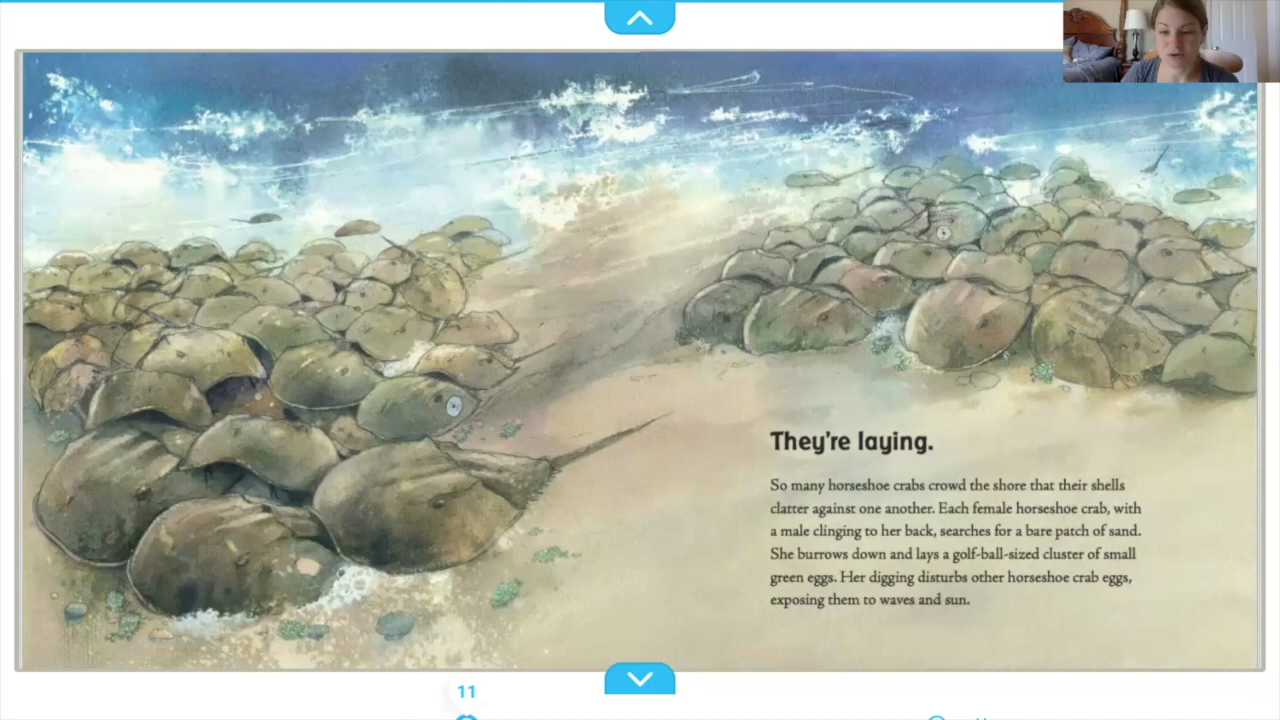 They're laying.
So many horseshoe crabs crowd the shore that their shells
clatter against one another. Each female horseshoe crab, with
a male clinging to her back, searches for a bare patch of sand.
She burrows down and lays a golf-ball-sized cluster of small
green eggs. Her digging disturbs other horseshoe crab eggs,
exposing them to waves and sun.
11